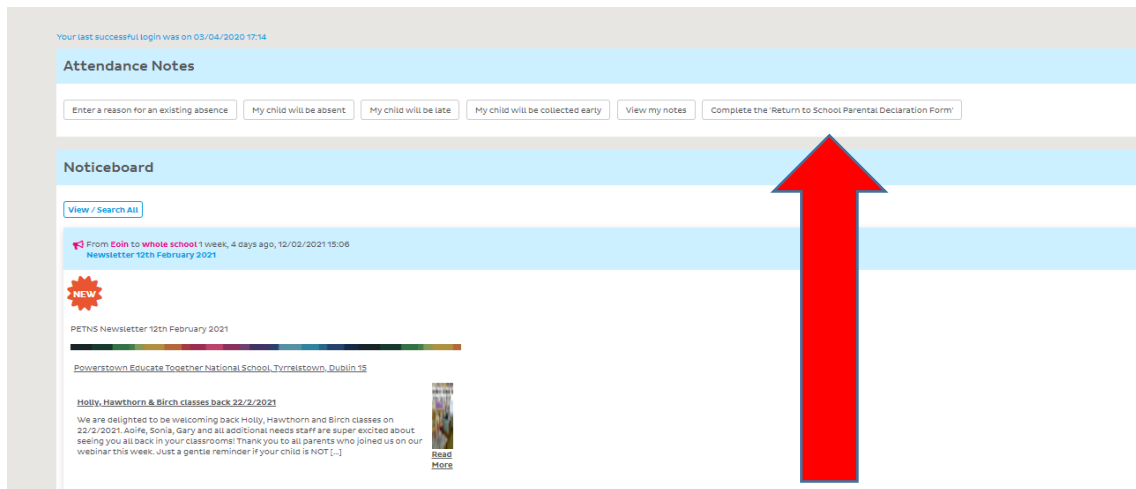 Your last successful login was on 03/04/2020 17:14
Attendance Notes
Enter a reason for an existing absence
My child will be absent
My child will be late
My child will be collected early
View my notes
Complete the 'Return to School Parental Declaration Form'
Noticeboard
View / Search All
From Eoin to whole school 1 week, 4 days ago, 12/02/2021 15:06
Newsletter 12th February 2021
NEW
PETNS Newsletter 12th February 2021
Powerstown Educate Together National School, Tyrrelstown, Dublin 15
Holly, Hawthorn & Birch classes back 22/2/2021
We are delighted to be welcoming back Holly, Hawthorn and Birch classes on
22/2/2021. Aoife, Sonia, Gary and all additional needs staff are super excited about
seeing you all back in your classrooms! Thank you to all parents who joined us on our
webinar this week. Just a gentle reminder if your child is NOT [...]
Read
More